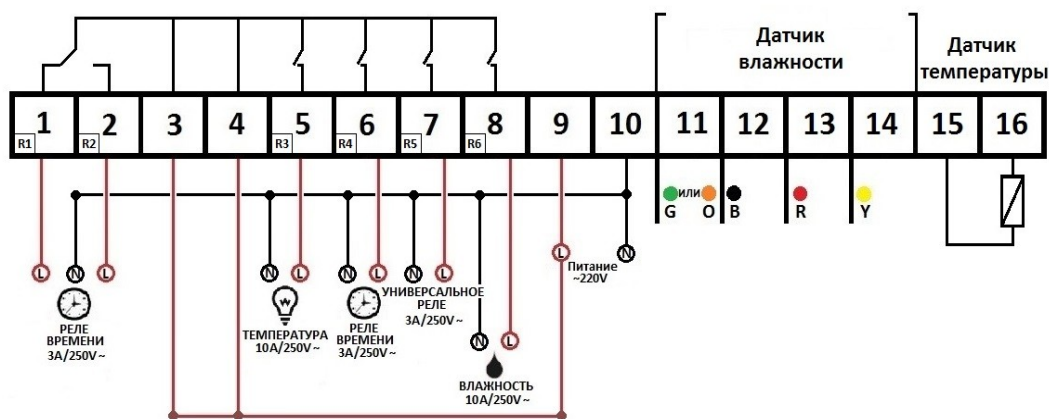 Датчик
влажности
Датчик
температуры
1 2 3 4 5 6 7 8 9 10 11 12 13 14 15 16
R1 R2 R3 R4 R5 R6
G или O B R Y
L N L N L N L N L L N
Питание
~220V
РЕЛЕ
ВРЕМЕНИ
3A/250V~
ТЕМПЕРАТУРА
10A/250V~
РЕЛЕ
ВРЕМЕНИ
3A/250V~
УНИВЕРСАЛЬНОЕ
РЕЛЕ
3A/250V~
N L
ВЛАЖНОСТЬ
10A/250V~